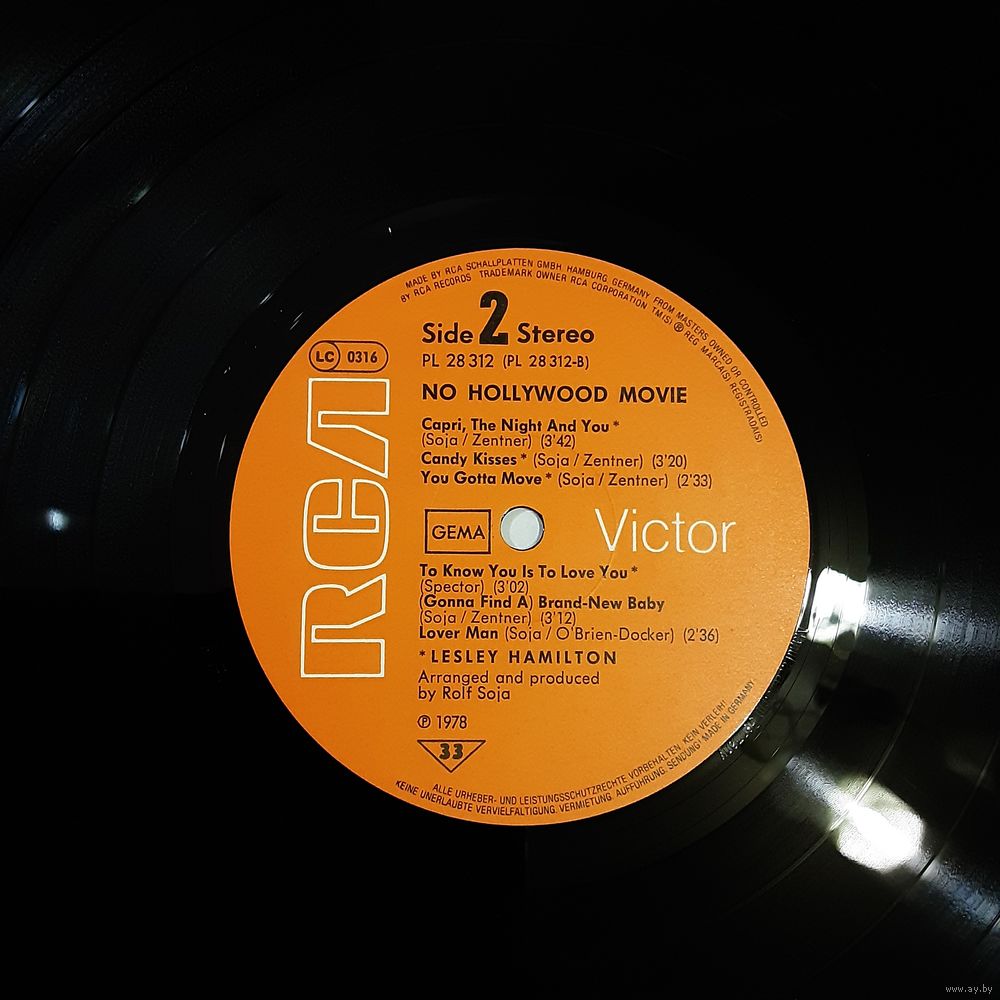 MADE BY RCA SCHALLPLATTEN GMBH HAMBURG GERMANY FROM MASTERS OWNED OR CONTROLLED
BY RCA RECORDS TRADEMARK OWNER RCA CORPORATION TM(S) ® REG MARCA(S) REGISTRADA(S)
Side 2 Stereo
PL 28 312 (PL 28 312-B)
LC 0316
NO HOLLYWOOD MOVIE
Capri, The Night And You*
(Soja / Zentner) (3'42)
Candy Kisses* (Soja / Zentner) (3'20)
You Gotta Move* (Soja / Zentner) (2'33)
RCA
GEMA
Victor
To Know You Is To Love You*
(Spector) (3'02)
(Gonna Find A) Brand-New Baby
(Soja / Zentner) (3'12)
Lover Man (Soja / O'Brien-Docker) (2'36)
*LESLEY HAMILTON
Arranged and produced
by Rolf Soja
℗ 1978
33
ALLE URHEBER- UND LEISTUNGSSCHUTZRECHTE VORBEHALTEN. KEIN VERLEIH!
KEINE UNERLAUBTE VERVIELFÄLTIGUNG, VERMIETUNG, AUFFÜHRUNG, SENDUNG! MADE IN GERMANY
www.ay.by